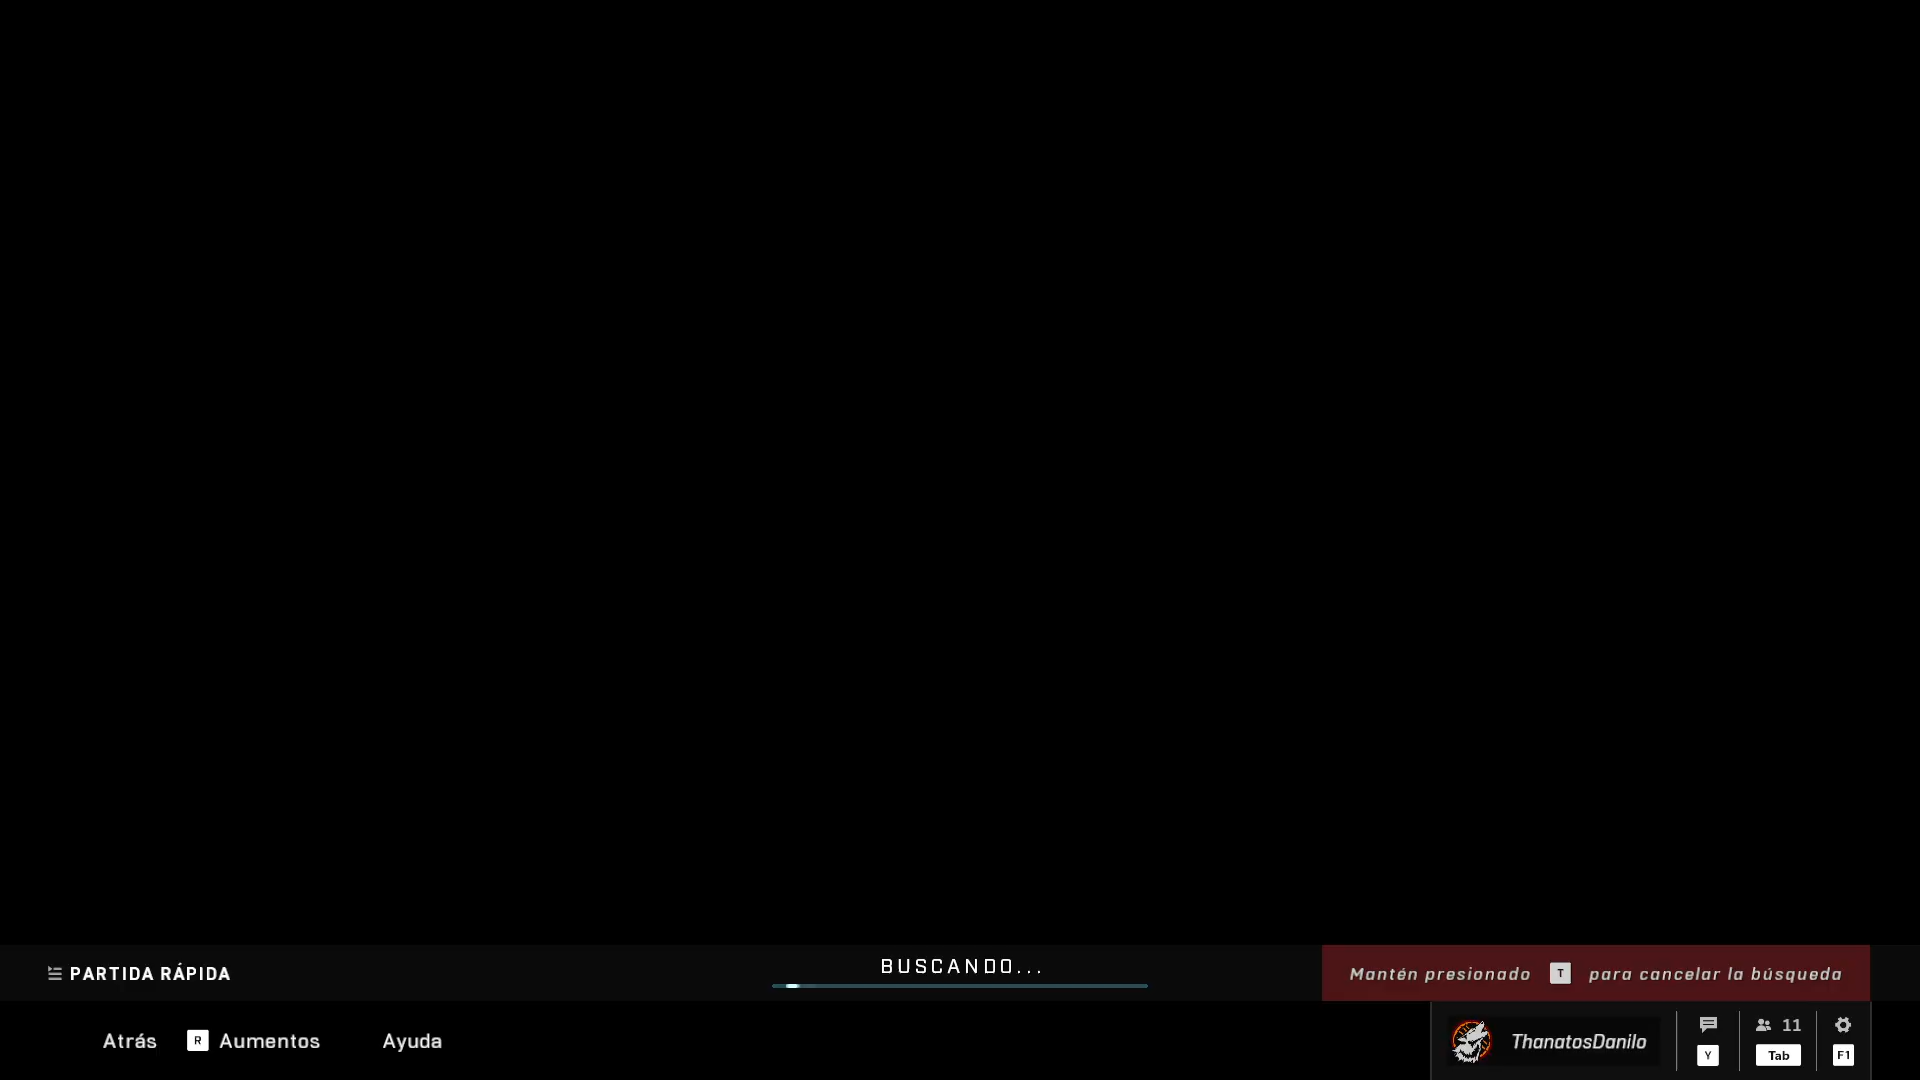 BUSCANDO...
PARTIDA RÁPIDA
Mantén presionado T para cancelar la búsqueda
Atrás R Aumentos Ayuda
ThanatosDanilo
11
Y Tab F1